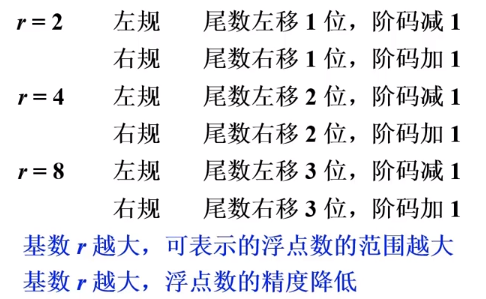 r = 2 左规 尾数左移 1 位，阶码减 1
右规 尾数右移 1 位，阶码加 1
r = 4 左规 尾数左移 2 位，阶码减 1
右规 尾数右移 2 位，阶码加 1
r = 8 左规 尾数左移 3 位，阶码减 1
右规 尾数右移 3 位，阶码加 1
基数 r 越大，可表示的浮点数的范围越大
基数 r 越大，浮点数的精度降低